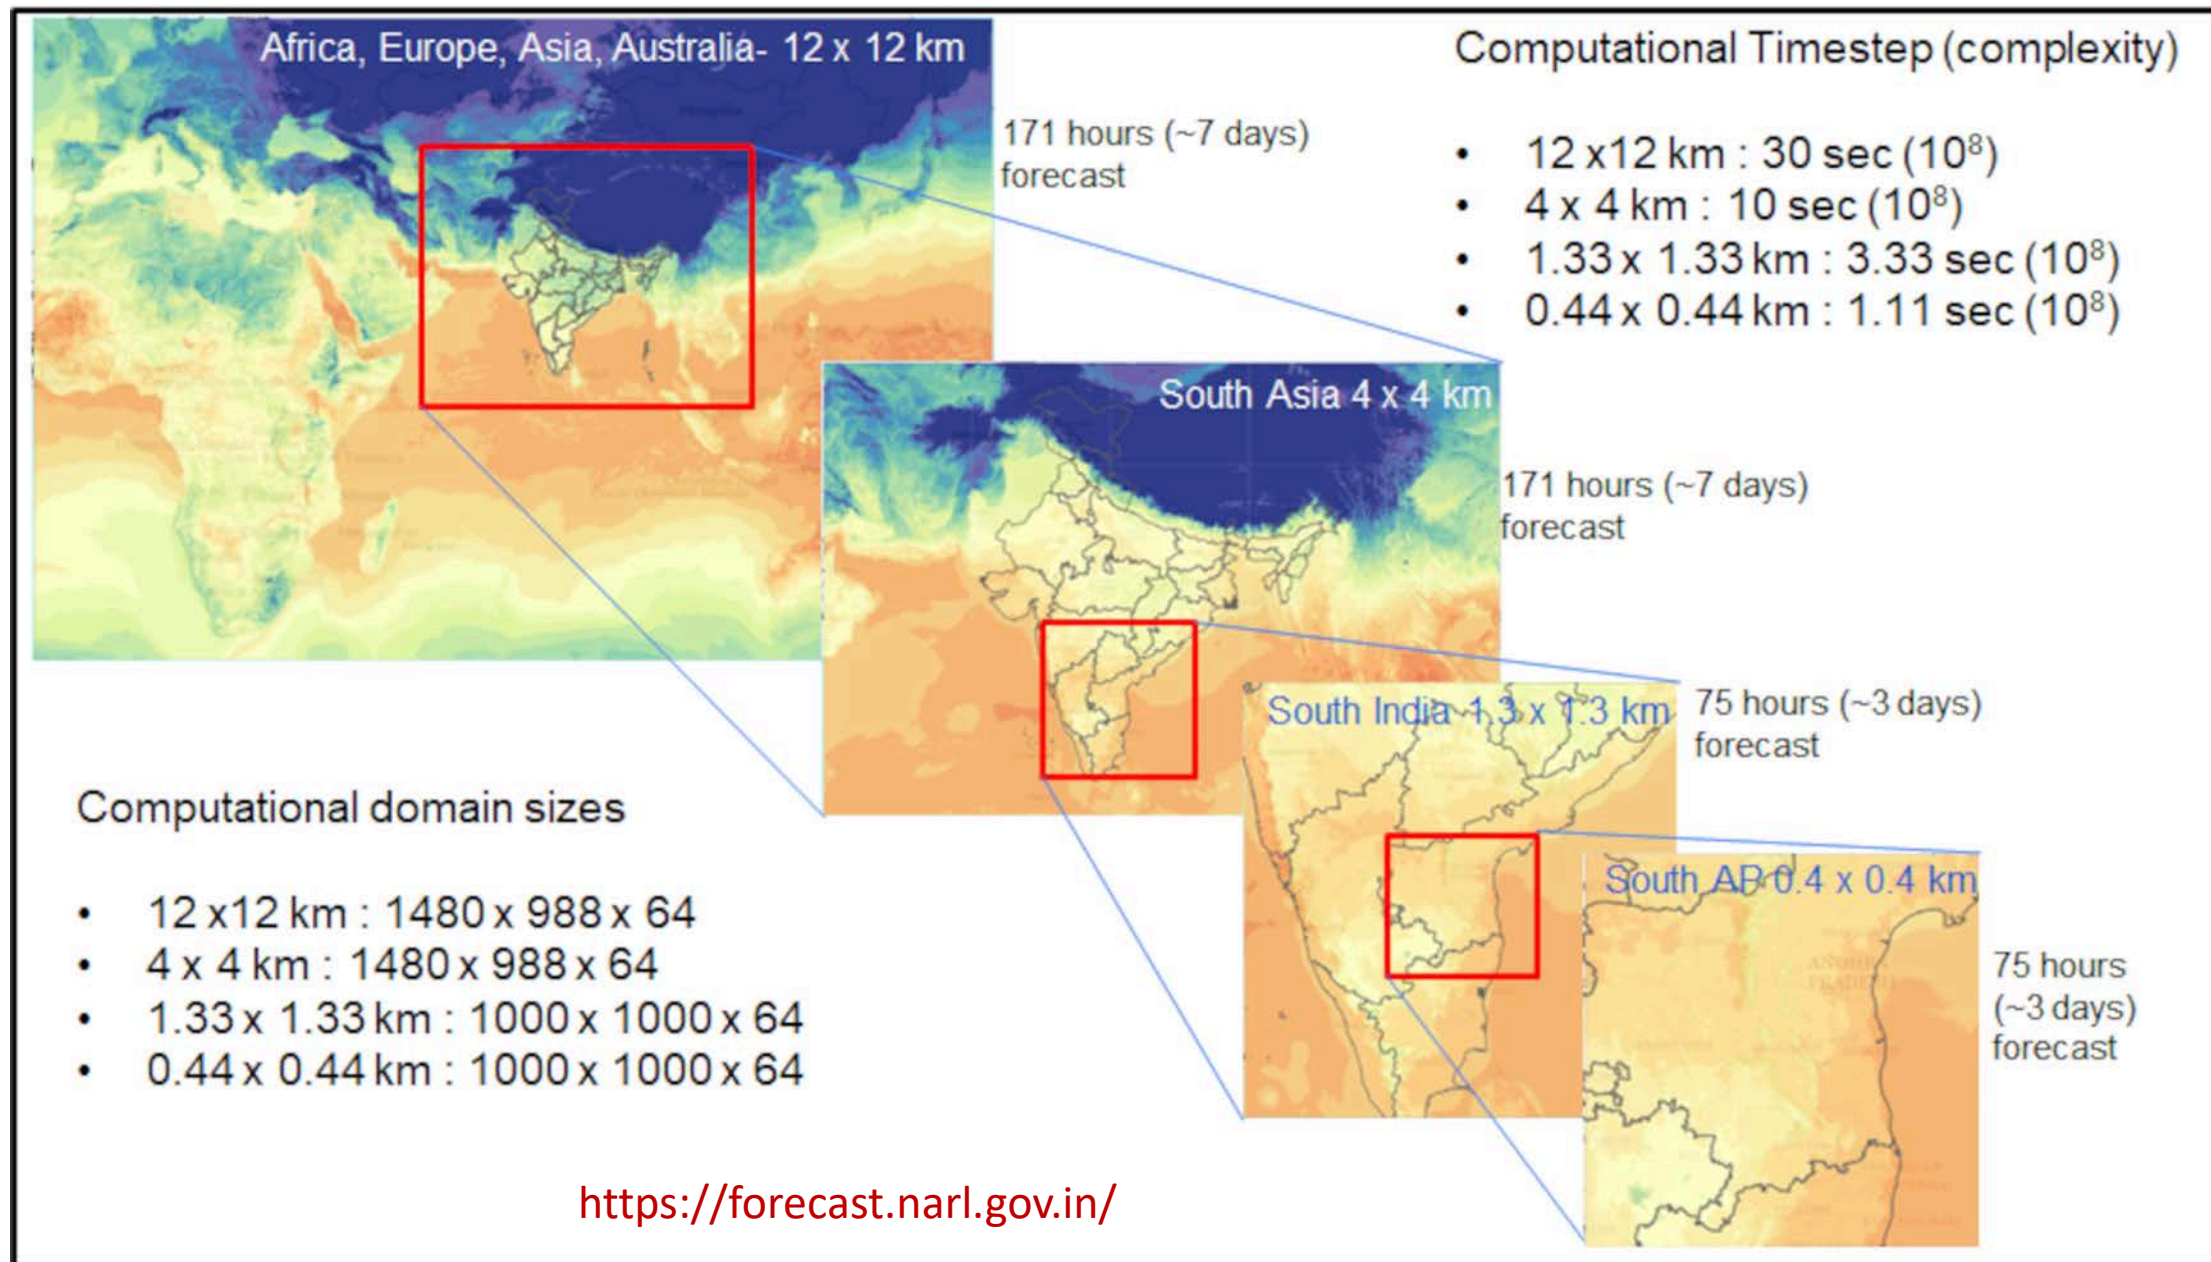 Africa, Europe, Asia, Australia- 12 x 12 km
171 hours (~7 days)
forecast
Computational Timestep (complexity)
• 12 x12 km : 30 sec (10⁸)
• 4 x 4 km : 10 sec (10⁸)
• 1.33 x 1.33 km : 3.33 sec (10⁸)
• 0.44 x 0.44 km : 1.11 sec (10⁸)
South Asia 4 x 4 km
171 hours (~7 days)
forecast
South India 1.3 x 1.3 km
75 hours (~3 days)
forecast
South AP 0.4 x 0.4 km
ANDHRA
PRADESH
75 hours
(~3 days)
forecast
Computational domain sizes
• 12 x12 km : 1480 x 988 x 64
• 4 x 4 km : 1480 x 988 x 64
• 1.33 x 1.33 km : 1000 x 1000 x 64
• 0.44 x 0.44 km : 1000 x 1000 x 64
https://forecast.narl.gov.in/